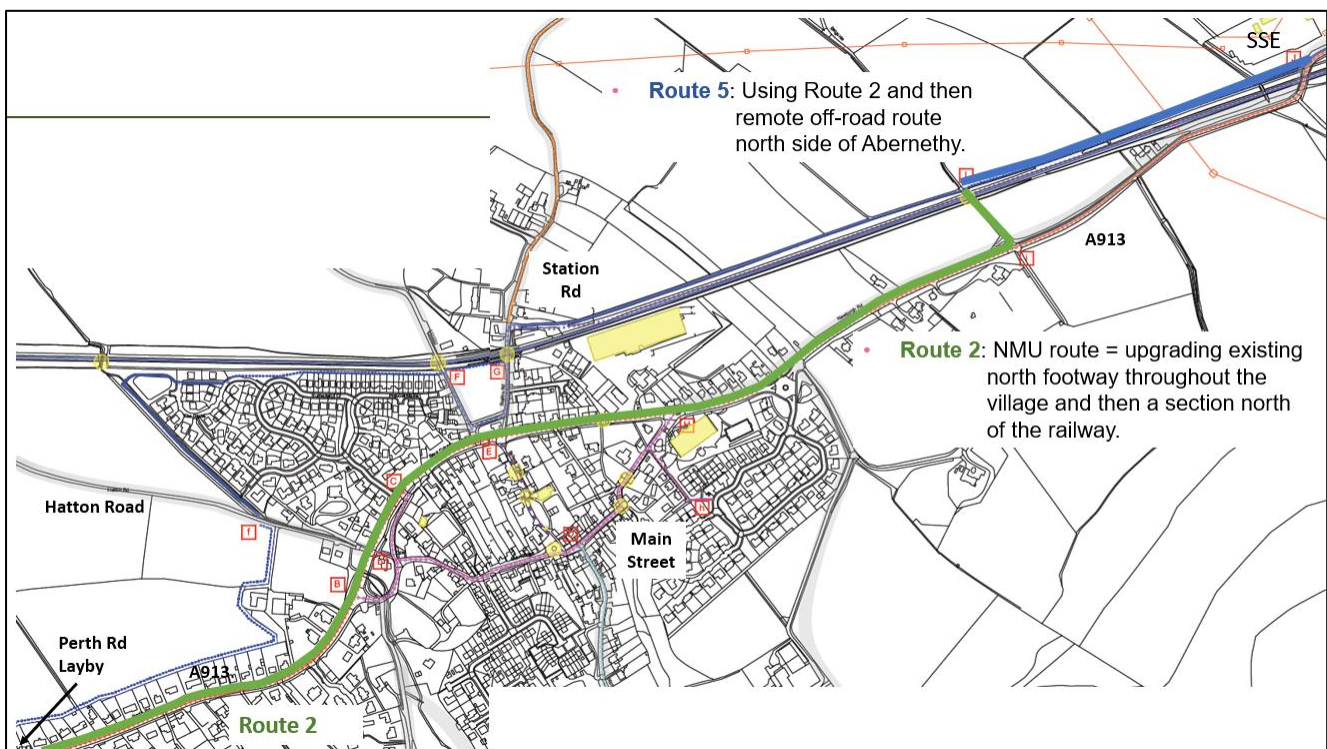 SSE
Route 5: Using Route 2 and then
remote off-road route
north side of Abernethy.
A913
Station
Rd
Route 2: NMU route = upgrading existing
north footway throughout the
village and then a section north
of the railway.
F
G
E
C
Hatton Road
f
Main
Street
B
Perth Rd
Layby
A913
Route 2